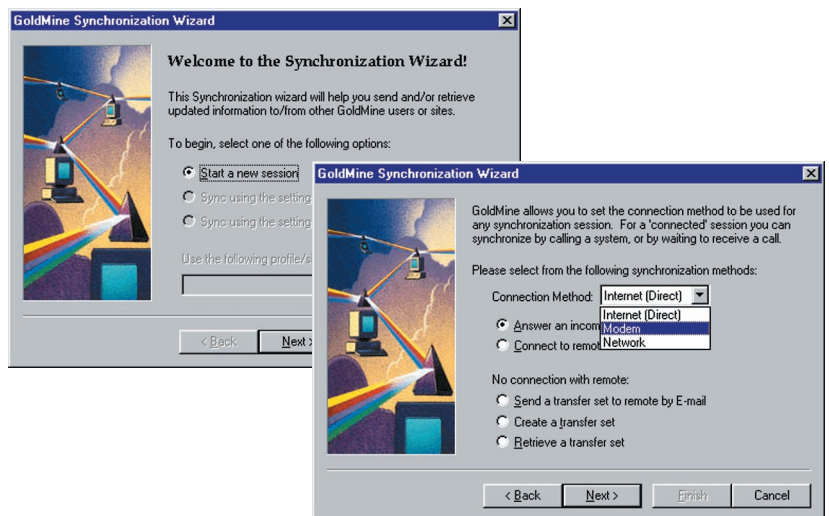 GoldMine Synchronization Wizard
Welcome to the Synchronization Wizard!
This Synchronization wizard will help you send and/or retrieve
updated information to/from other GoldMine users or sites.
To begin, select one of the following options:
Start a new session
Sync using the setting
Sync using the setting
Use the following profile/s
< Back
Next >
GoldMine Synchronization Wizard
GoldMine allows you to set the connection method to be used for
any synchronization session. For a 'connected' session you can
synchronize by calling a system, or by waiting to receive a call.
Please select from the following synchronization methods:
Connection Method: Internet (Direct)
Internet (Direct)
Modem
Network
Answer an incom
Connect to remot
No connection with remote:
Send a transfer set to remote by E-mail
Create a transfer set
Retrieve a transfer set
< Back
Next >
Finish
Cancel